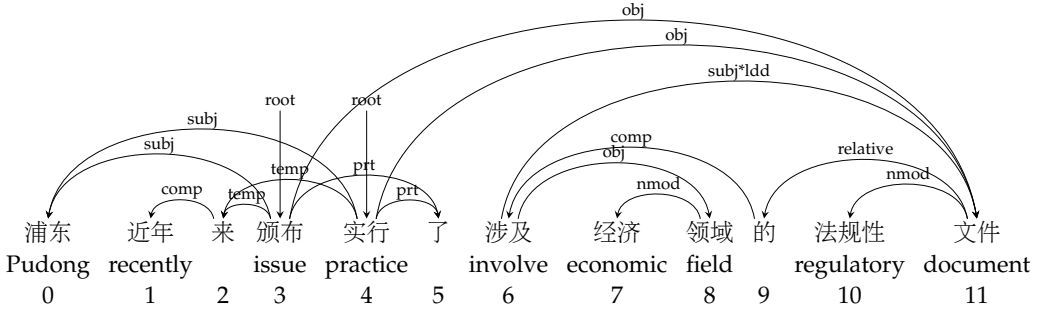 obj
obj
subj*ldd
root root
subj comp relative
subj temp prt obj
comp temp prt nmod nmod
浦东 近年 来 颁布 实行 了 涉及 经济 领域 的 法规性 文件
Pudong recently issue practice involve economic field regulatory document
0 1 2 3 4 5 6 7 8 9 10 11